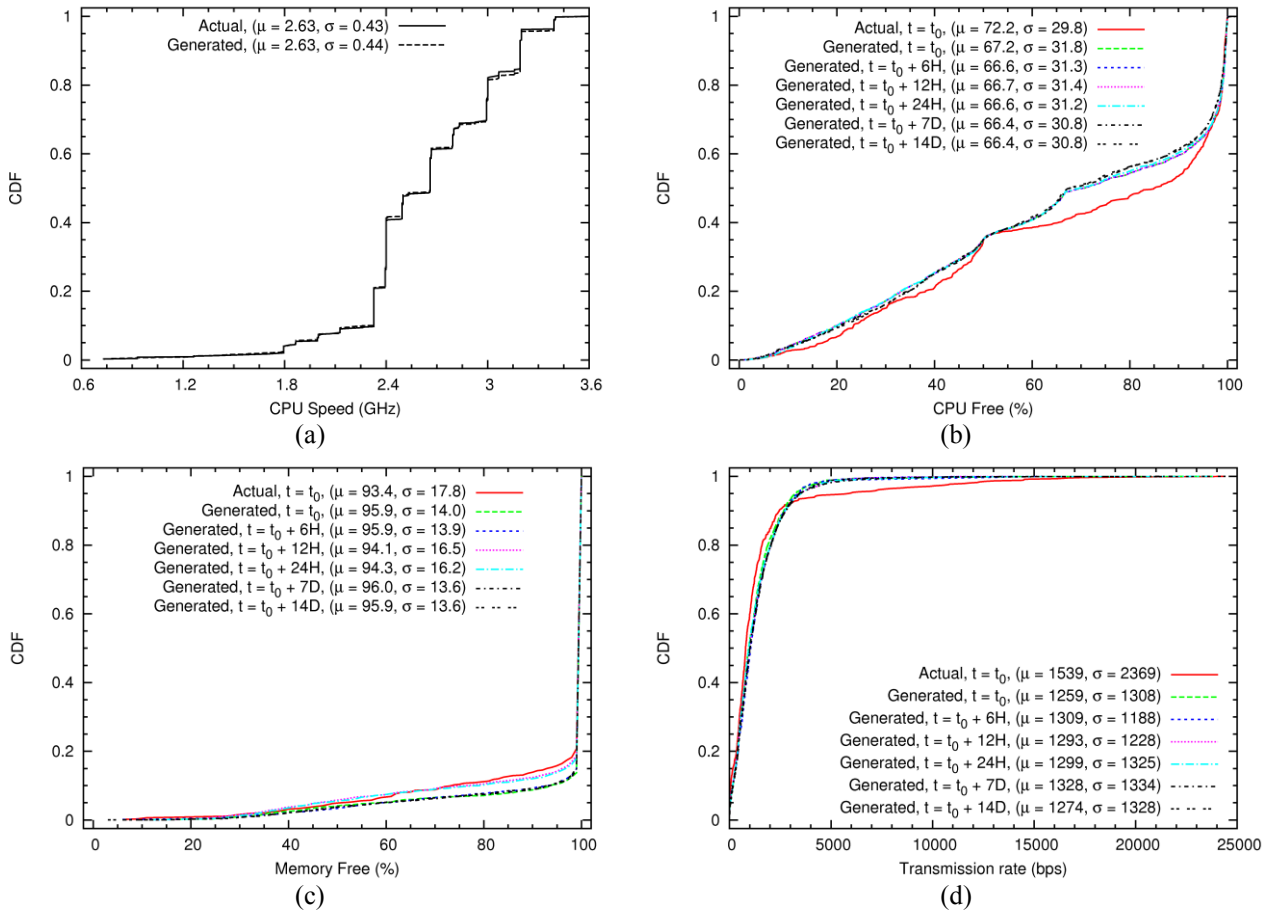 Actual, (μ = 2.63, σ = 0.43)
Generated, (μ = 2.63, σ = 0.44)
CDF
1
0.8
0.6
0.4
0.2
0
0.6 1.2 1.8 2.4 3 3.6
CPU Speed (GHz)
(a)
Actual, t = t0, (μ = 72.2, σ = 29.8)
Generated, t = t0, (μ = 67.2, σ = 31.8)
Generated, t = t0 + 6H, (μ = 66.6, σ = 31.3)
Generated, t = t0 + 12H, (μ = 66.7, σ = 31.4)
Generated, t = t0 + 24H, (μ = 66.6, σ = 31.2)
Generated, t = t0 + 7D, (μ = 66.4, σ = 30.8)
Generated, t = t0 + 14D, (μ = 66.4, σ = 30.8)
CDF
1
0.8
0.6
0.4
0.2
0
0 20 40 60 80 100
CPU Free (%)
(b)
Actual, t = t0, (μ = 93.4, σ = 17.8)
Generated, t = t0, (μ = 95.9, σ = 14.0)
Generated, t = t0 + 6H, (μ = 95.9, σ = 13.9)
Generated, t = t0 + 12H, (μ = 94.1, σ = 16.5)
Generated, t = t0 + 24H, (μ = 94.3, σ = 16.2)
Generated, t = t0 + 7D, (μ = 96.0, σ = 13.6)
Generated, t = t0 + 14D, (μ = 95.9, σ = 13.6)
CDF
1
0.8
0.6
0.4
0.2
0
0 20 40 60 80 100
Memory Free (%)
(c)
CDF
1
0.8
0.6
0.4
0.2
0
Actual, t = t0, (μ = 1539, σ = 2369)
Generated, t = t0, (μ = 1259, σ = 1308)
Generated, t = t0 + 6H, (μ = 1309, σ = 1188)
Generated, t = t0 + 12H, (μ = 1293, σ = 1228)
Generated, t = t0 + 24H, (μ = 1299, σ = 1325)
Generated, t = t0 + 7D, (μ = 1328, σ = 1334)
Generated, t = t0 + 14D, (μ = 1274, σ = 1328)
0 5000 10000 15000 20000 25000
Transmission rate (bps)
(d)